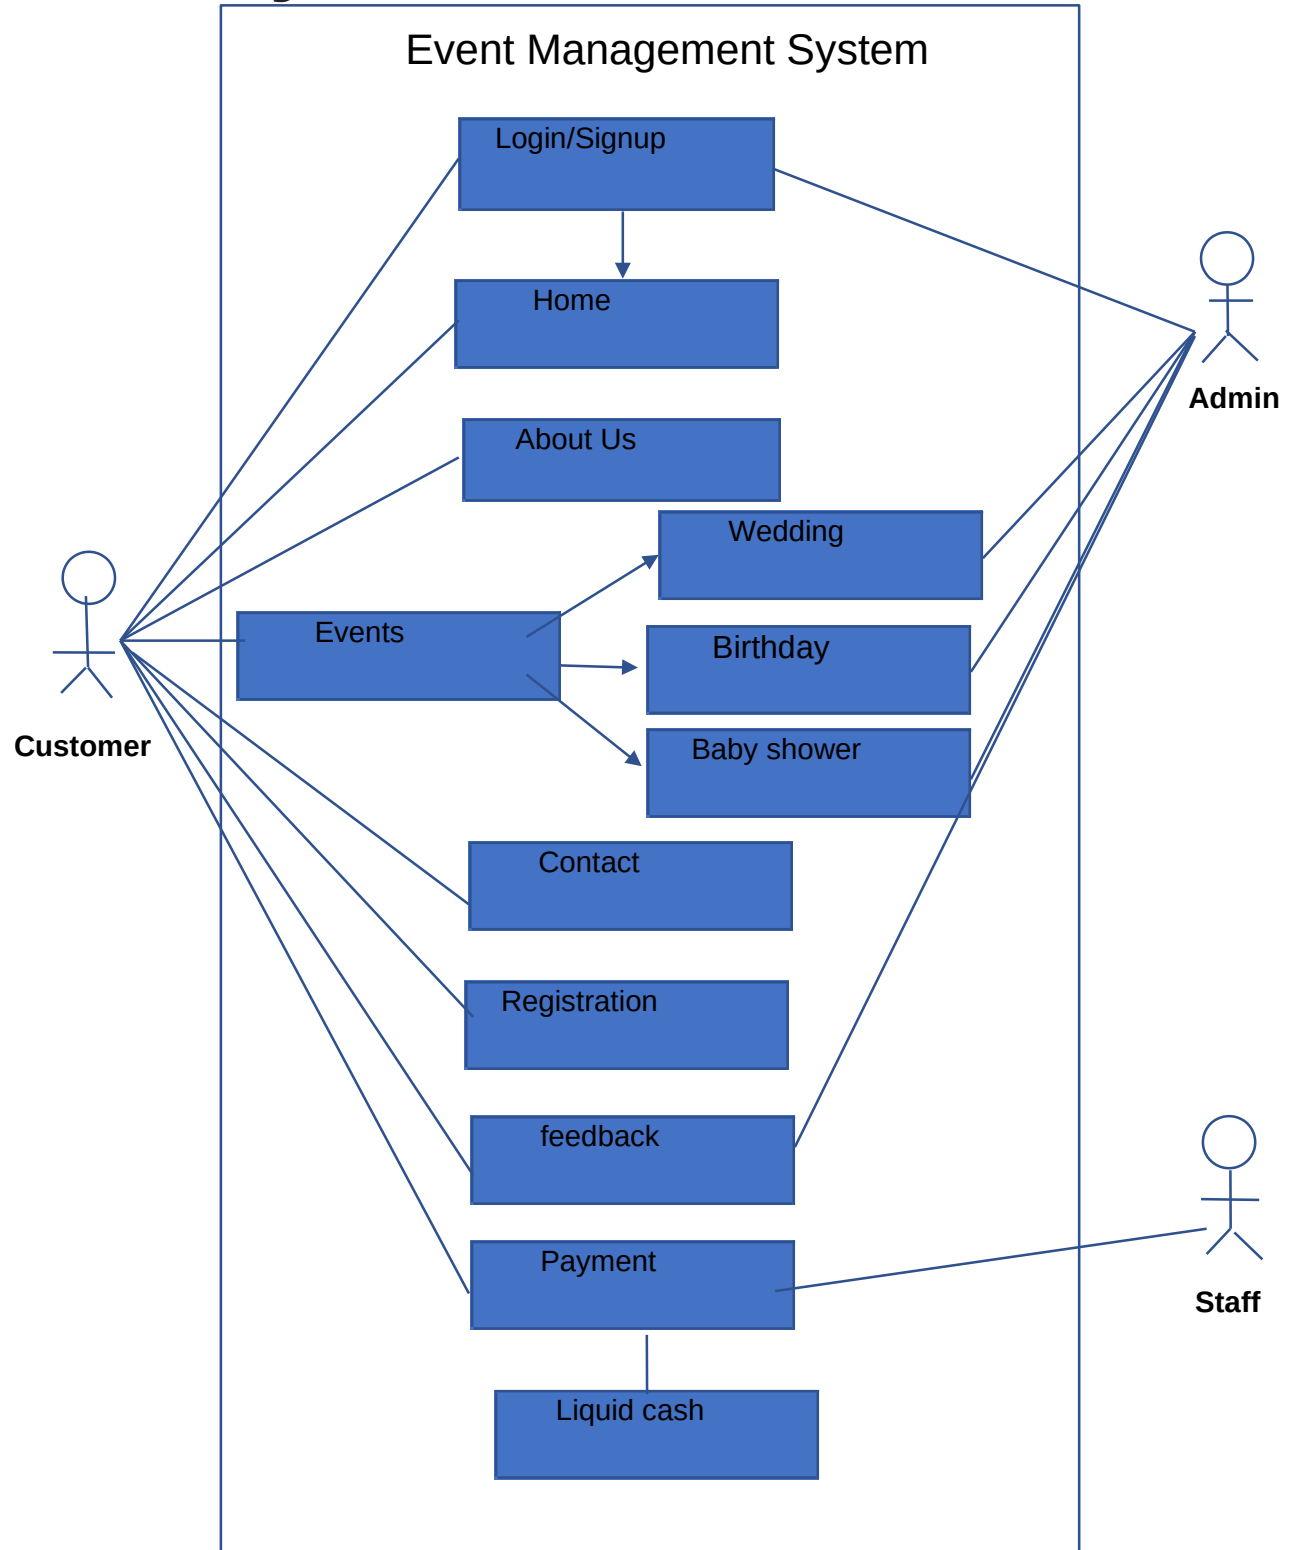 Event Management System
Login/Signup
Home
Admin
About Us
Wedding
Events
Birthday
Customer
Baby shower
Contact
Registration
feedback
Payment
Staff
Liquid cash